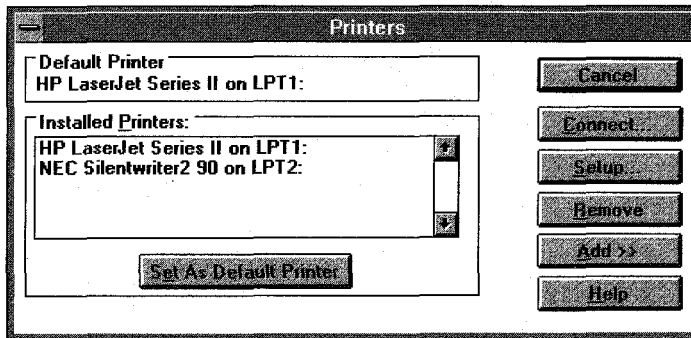 Printers
Default Printer
HP LaserJet Series II on LPT1:
Installed Printers:
HP LaserJet Series II on LPT1:
NEC Silentwriter2 90 on LPT2:
Set As Default Printer
Cancel
Connect...
Setup...
Remove
Add >>
Help